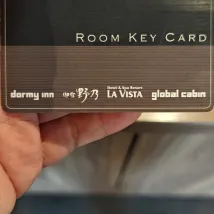 ROOM KEY CARD
dormy inn 御宿 野乃 Hotel & Spa Resort LA VISTA global cabin